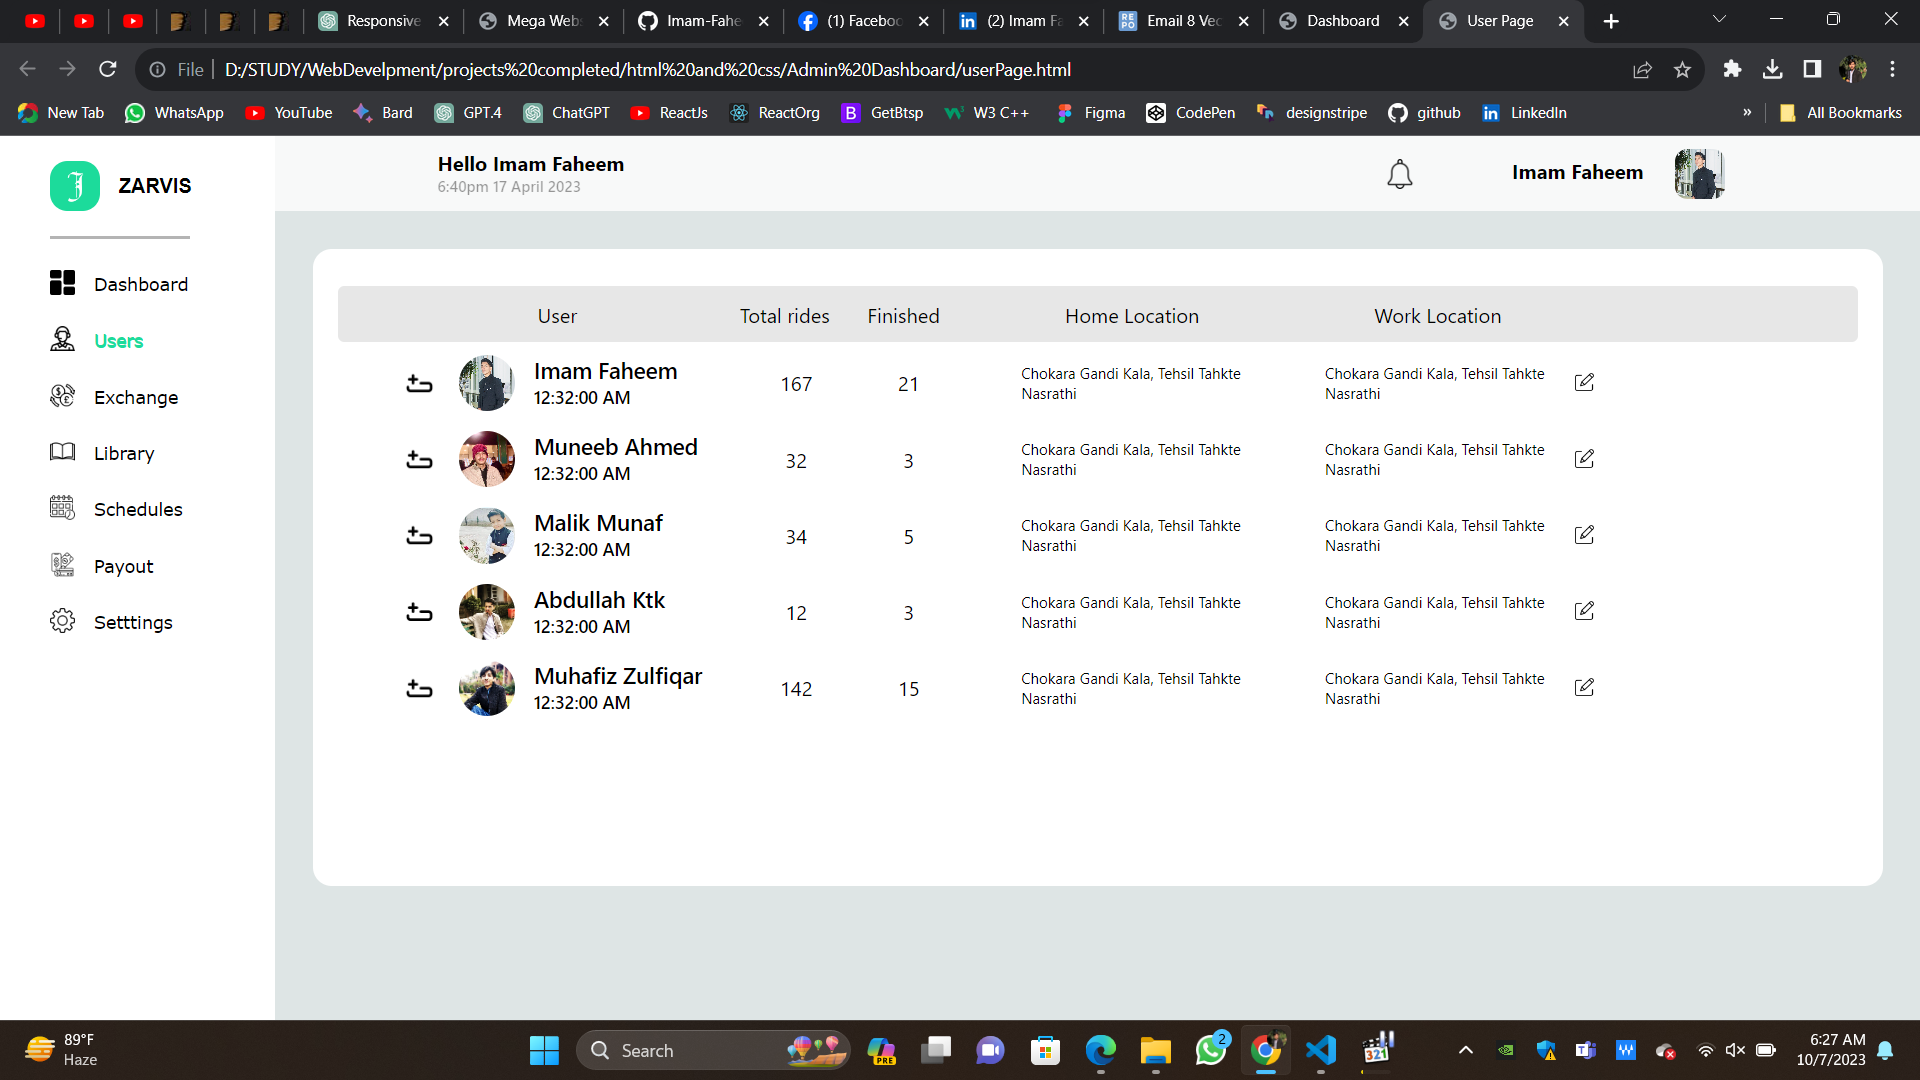 Responsive
Mega Webs
Imam-Fahe
(1) Faceboo
(2) Imam Fa
Email 8 Vec
Dashboard
User Page
File
D:/STUDY/WebDevelpment/projects%20completed/html%20and%20css/Admin%20Dashboard/userPage.html
New Tab
WhatsApp
YouTube
Bard
GPT.4
ChatGPT
ReactJs
ReactOrg
GetBtsp
W3 C++
Figma
CodePen
designstripe
github
LinkedIn
»
All Bookmarks
ZARVIS
Hello Imam Faheem
6:40pm 17 April 2023
Imam Faheem
Dashboard
Users
Exchange
Library
Schedules
Payout
Setttings
User Total rides Finished Home Location Work Location
Imam Faheem
12:32:00 AM
167
21
Chokara Gandi Kala, Tehsil Tahkte
Nasrathi
Chokara Gandi Kala, Tehsil Tahkte
Nasrathi
Muneeb Ahmed
12:32:00 AM
32
3
Chokara Gandi Kala, Tehsil Tahkte
Nasrathi
Chokara Gandi Kala, Tehsil Tahkte
Nasrathi
Malik Munaf
12:32:00 AM
34
5
Chokara Gandi Kala, Tehsil Tahkte
Nasrathi
Chokara Gandi Kala, Tehsil Tahkte
Nasrathi
Abdullah Ktk
12:32:00 AM
12
3
Chokara Gandi Kala, Tehsil Tahkte
Nasrathi
Chokara Gandi Kala, Tehsil Tahkte
Nasrathi
Muhafiz Zulfiqar
12:32:00 AM
142
15
Chokara Gandi Kala, Tehsil Tahkte
Nasrathi
Chokara Gandi Kala, Tehsil Tahkte
Nasrathi
89°F
Haze
Search
PRE
2
321
6:27 AM
10/7/2023